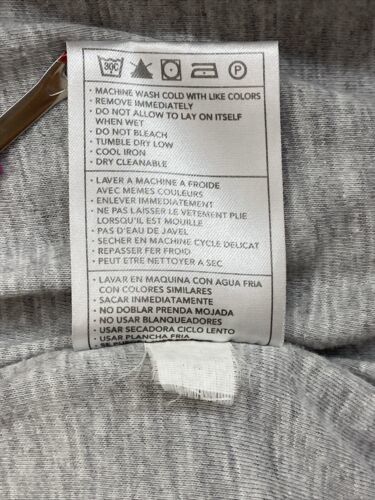 30C P
• MACHINE WASH COLD WITH LIKE COLORS
• REMOVE IMMEDIATELY
• DO NOT ALLOW TO LAY ON ITSELF
WHEN WET
• DO NOT BLEACH
• TUMBLE DRY LOW
• COOL IRON
• DRY CLEANABLE
• LAVER A MACHINE A FROIDE
AVEC MEMES COULEURS
• ENLEVER IMMEDIATEMENT
• NE PAS LAISSER LE VETEMENT PLIE
LORSQU'IL EST MOUILLE
• PAS D'EAU DE JAVEL
• SECHER EN MACHINE CYCLE DELICAT
• REPASSER FER FROID
• PEUT ETRE NETTOYER A SEC
• LAVAR EN MAQUINA CON AGUA FRIA
CON COLORES SIMILARES
• SACAR INMEDIATAMENTE
• NO DOBLAR PRENDA MOJADA
• NO USAR BLANQUEADORES
• USAR SECADORA CICLO LENTO
• USAR PLANCHA FRIA